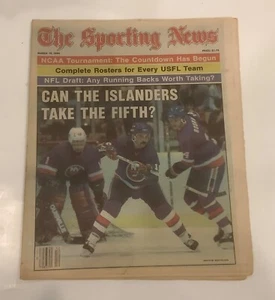 The Sporting News
NCAA Tournament: The Countdown Has Begun
Complete Rosters for Every USFL Team
NFL Draft: Any Running Backs Worth Taking?
CAN THE ISLANDERS
TAKE THE FIFTH?